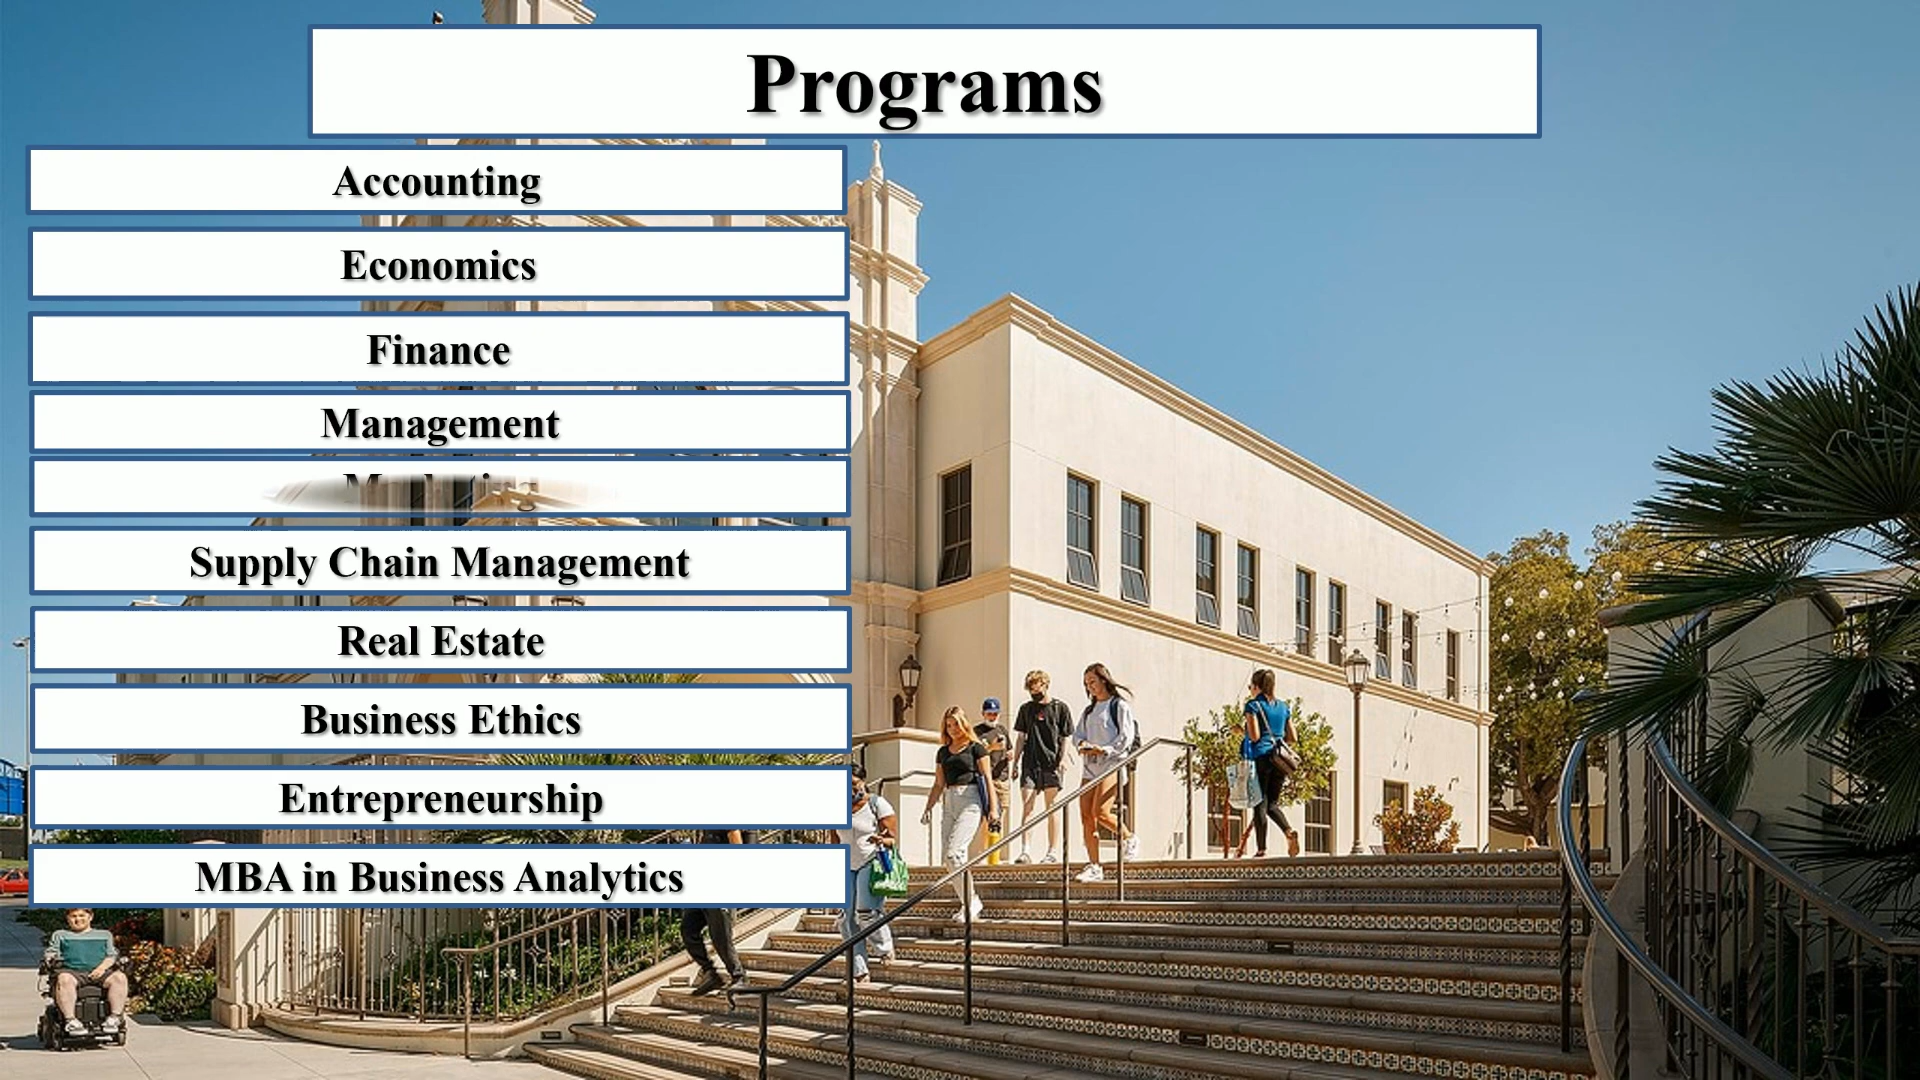 Programs
Accounting
Economics
Finance
Management
Supply Chain Management
Real Estate
Business Ethics
Entrepreneurship
MBA in Business Analytics